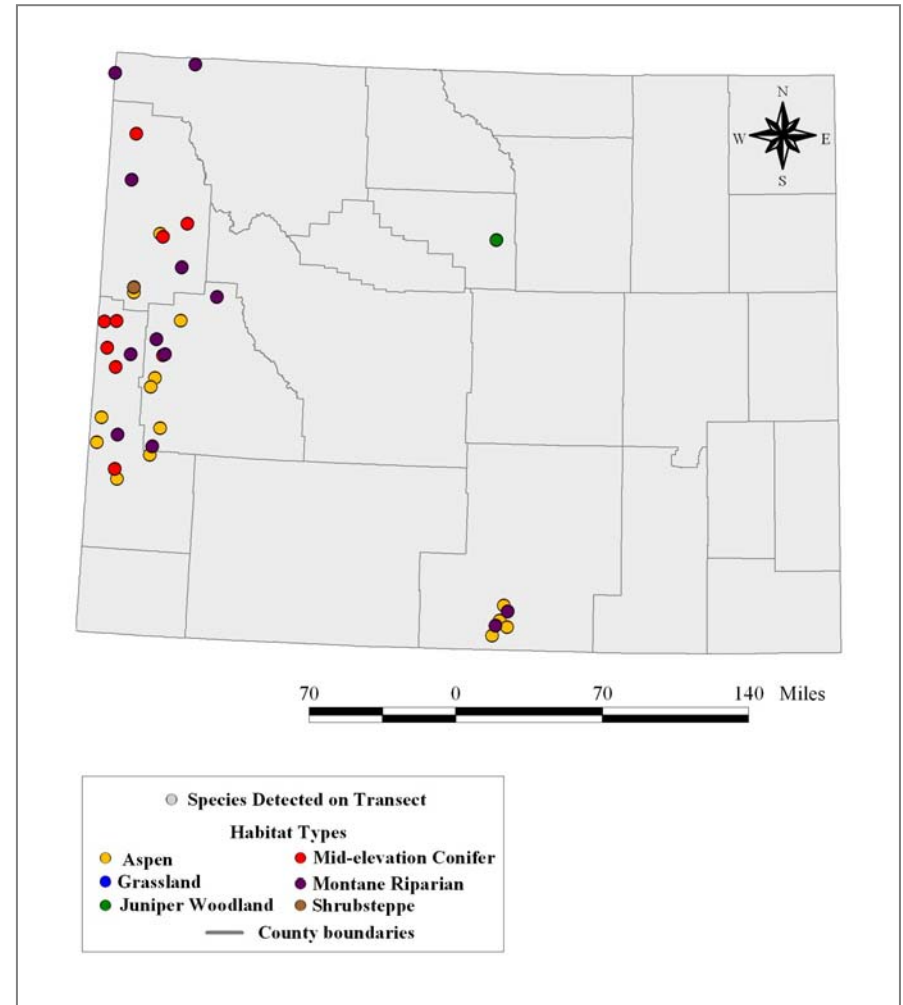 N
W E
S
70 0 70 140 Miles
Species Detected on Transect
Habitat Types
Aspen Mid-elevation Conifer
Grassland Montane Riparian
Juniper Woodland Shrubsteppe
County boundaries